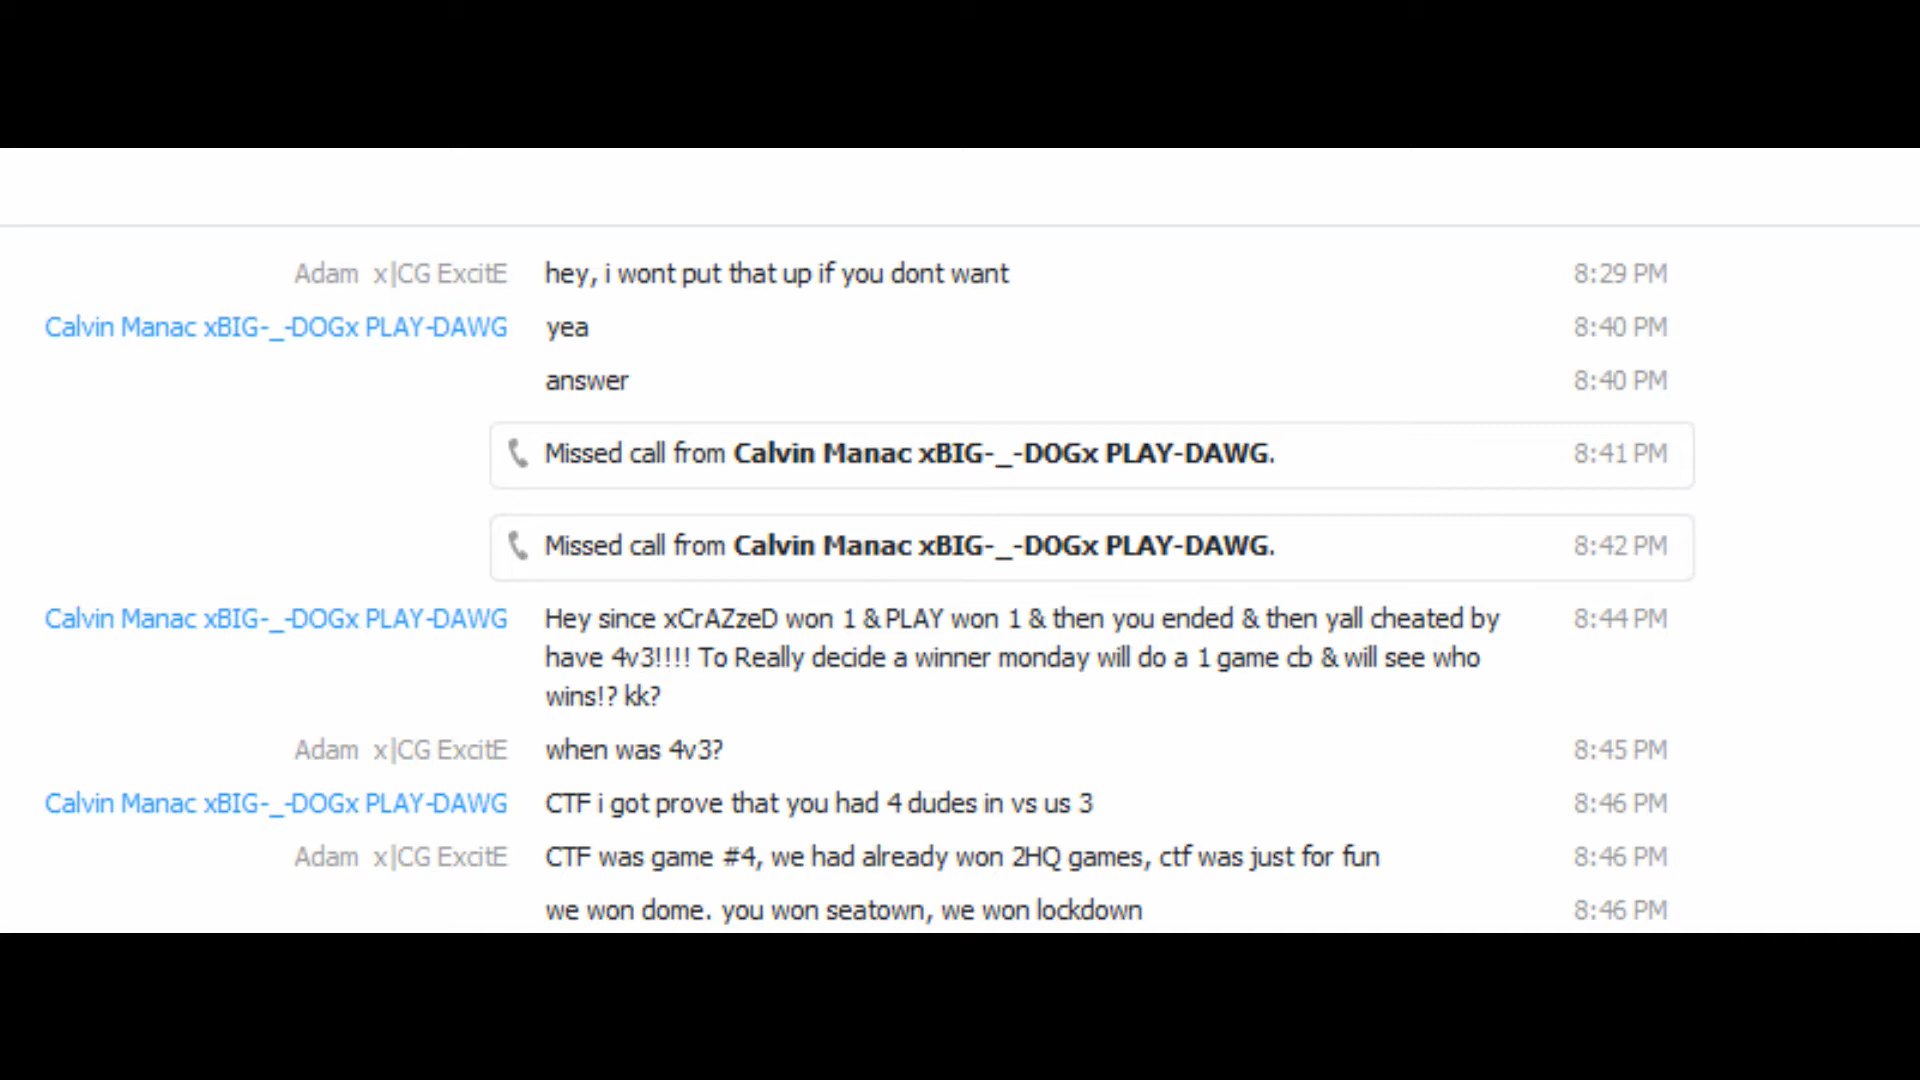 Adam x|CG ExcitE hey, i wont put that up if you dont want 8:29 PM
Calvin Manac xBIG-_-DOGx PLAY-DAWG yea 8:40 PM
answer 8:40 PM
Missed call from Calvin Manac xBIG-_-DOGx PLAY-DAWG. 8:41 PM
Missed call from Calvin Manac xBIG-_-DOGx PLAY-DAWG. 8:42 PM
Calvin Manac xBIG-_-DOGx PLAY-DAWG Hey since xCrAZzeD won 1 & PLAY won 1 & then you ended & then yall cheated by 8:44 PM
have 4v3!!!! To Really decide a winner monday will do a 1 game cb & will see who
wins!? kk?
Adam x|CG ExcitE when was 4v3? 8:45 PM
Calvin Manac xBIG-_-DOGx PLAY-DAWG CTF i got prove that you had 4 dudes in vs us 3 8:46 PM
Adam x|CG ExcitE CTF was game #4, we had already won 2HQ games, ctf was just for fun 8:46 PM
we won dome. you won seatown, we won lockdown 8:46 PM